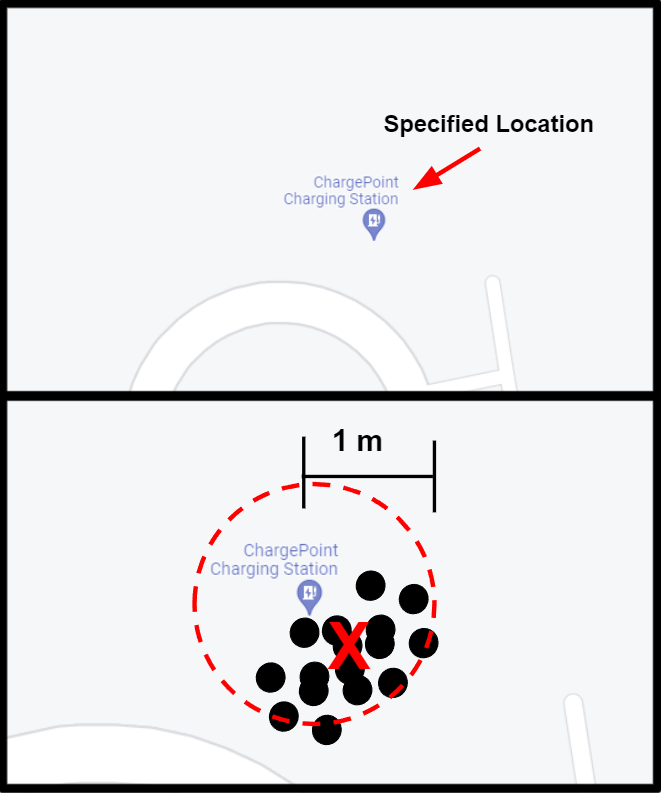 Specified Location
ChargePoint
Charging Station
1 m
ChargePoint
Charging Station
X